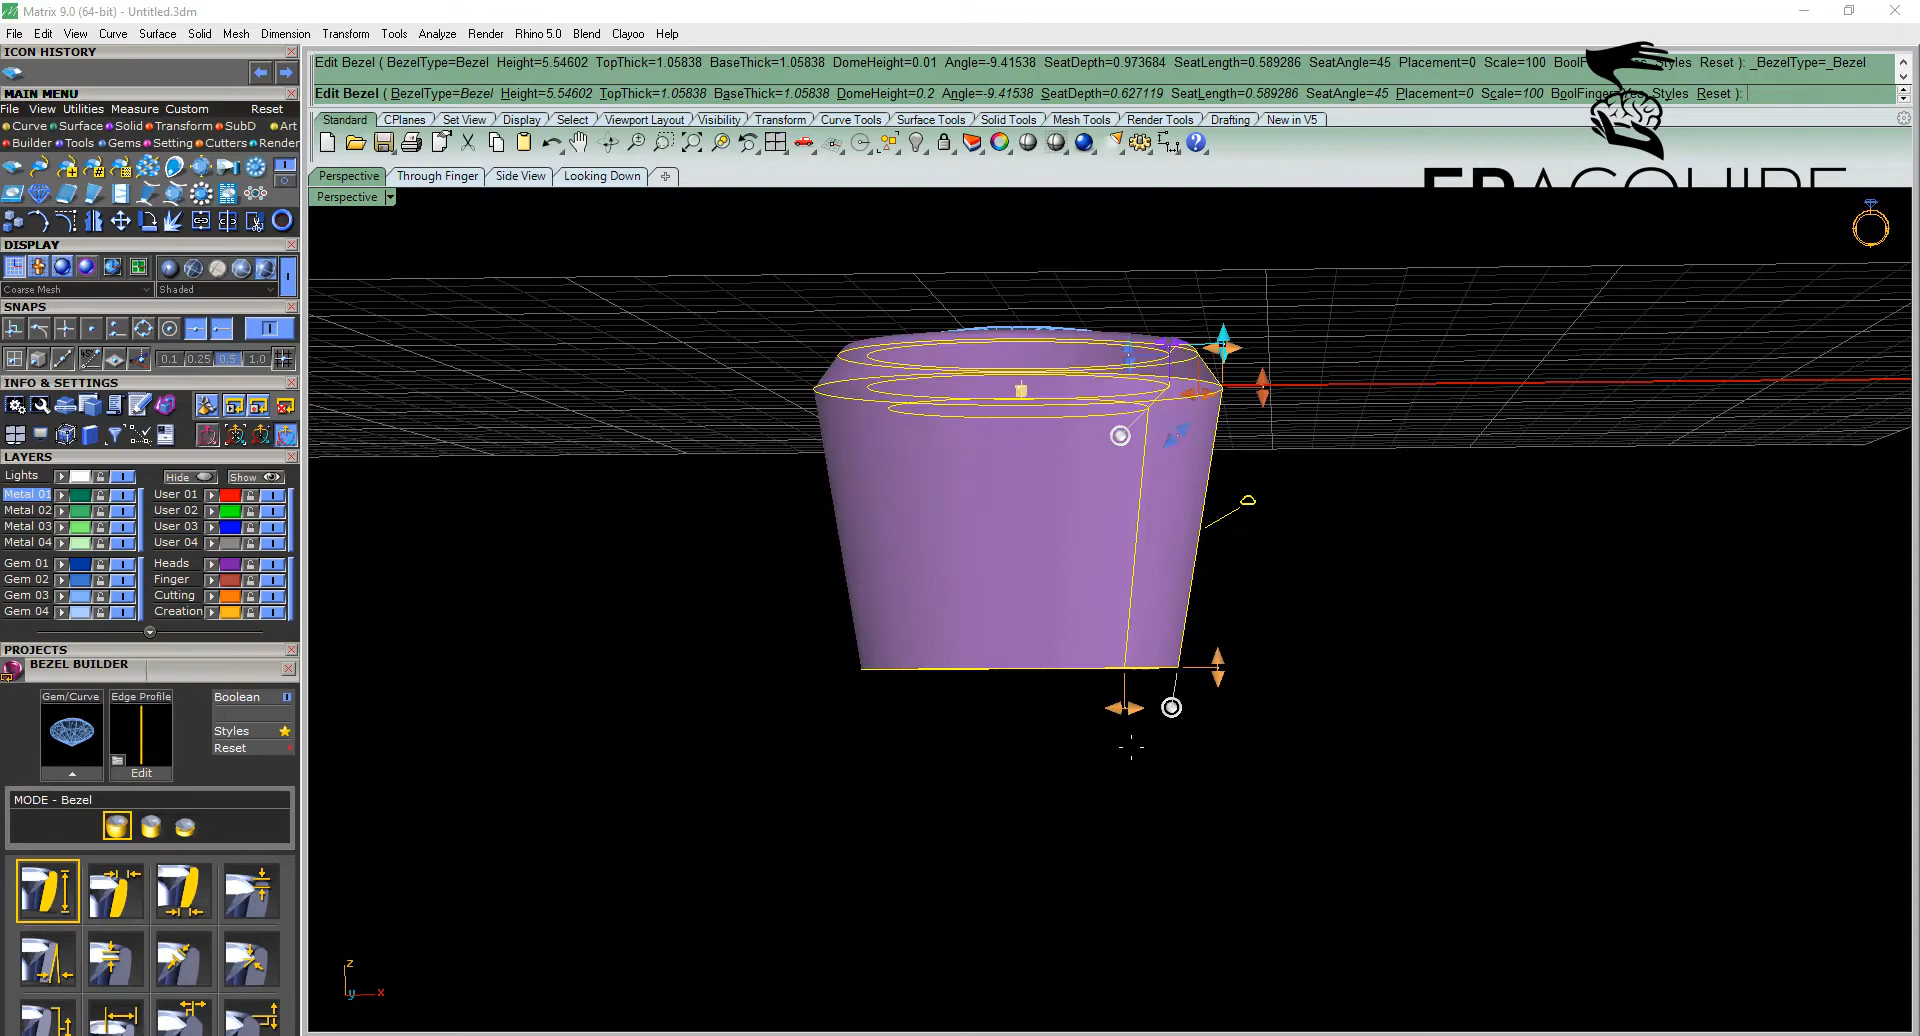 Matrix 9.0 (64-bit) - Untitled.3dm
File Edit View Curve Surface Solid Mesh Dimension Transform Tools Analyze Render Rhino 5.0 Blend Clayoo Help
ICON HISTORY
MAIN MENU
File View Utilities Measure Custom Reset
Curve Surface Solid Transform SubD Art
Builder Tools Gems Setting Cutters Render
DISPLAY
Coarse Mesh Shaded
SNAPS
0.1 0.25 0.5 1.0
INFO & SETTINGS
LAYERS
Lights Hide Show
Metal 01 User 01
Metal 02 User 02
Metal 03 User 03
Metal 04 User 04
Gem 01 Heads
Gem 02 Finger
Gem 03 Cutting
Gem 04 Creation
PROJECTS
BEZEL BUILDER
Gem/Curve Edge Profile Boolean
Styles
Reset
Edit
MODE - Bezel
Edit Bezel ( BezelType=Bezel Height=5.54602 TopThick=1.05838 BaseThick=1.05838 DomeHeight=0.01 Angle=-9.41538 SeatDepth=0.973684 SeatLength=0.589286 SeatAngle=45 Placement=0 Scale=100 Styles Reset ): _BezelType=_Bezel
Edit Bezel ( BezelType=Bezel Height=5.54602 TopThick=1.05838 BaseThick=1.05838 DomeHeight=0.2 Angle=-9.41538 SeatDepth=0.627119 SeatLength=0.589286 SeatAngle=45 Placement=0 Scale=100 Styles Reset ):
Standard CPlanes Set View Display Select Viewport Layout Visibility Transform Curve Tools Surface Tools Solid Tools Mesh Tools Render Tools Drafting New in V5
Perspective Through Finger Side View Looking Down
Perspective
z
y x